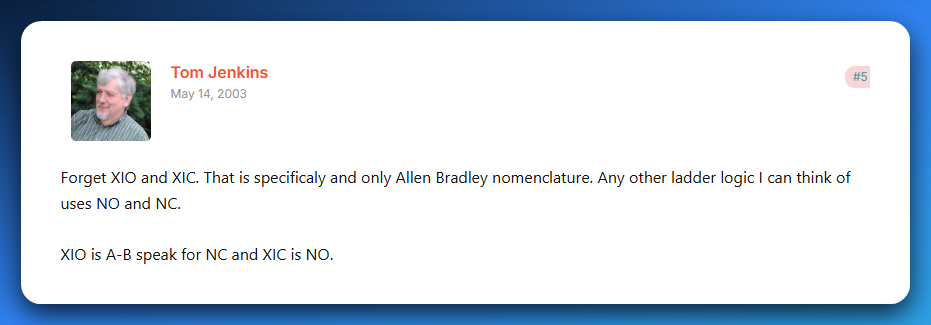 Tom Jenkins
May 14, 2003
#5
Forget XIO and XIC. That is specificaly and only Allen Bradley nomenclature. Any other ladder logic I can think of
uses NO and NC.
XIO is A-B speak for NC and XIC is NO.